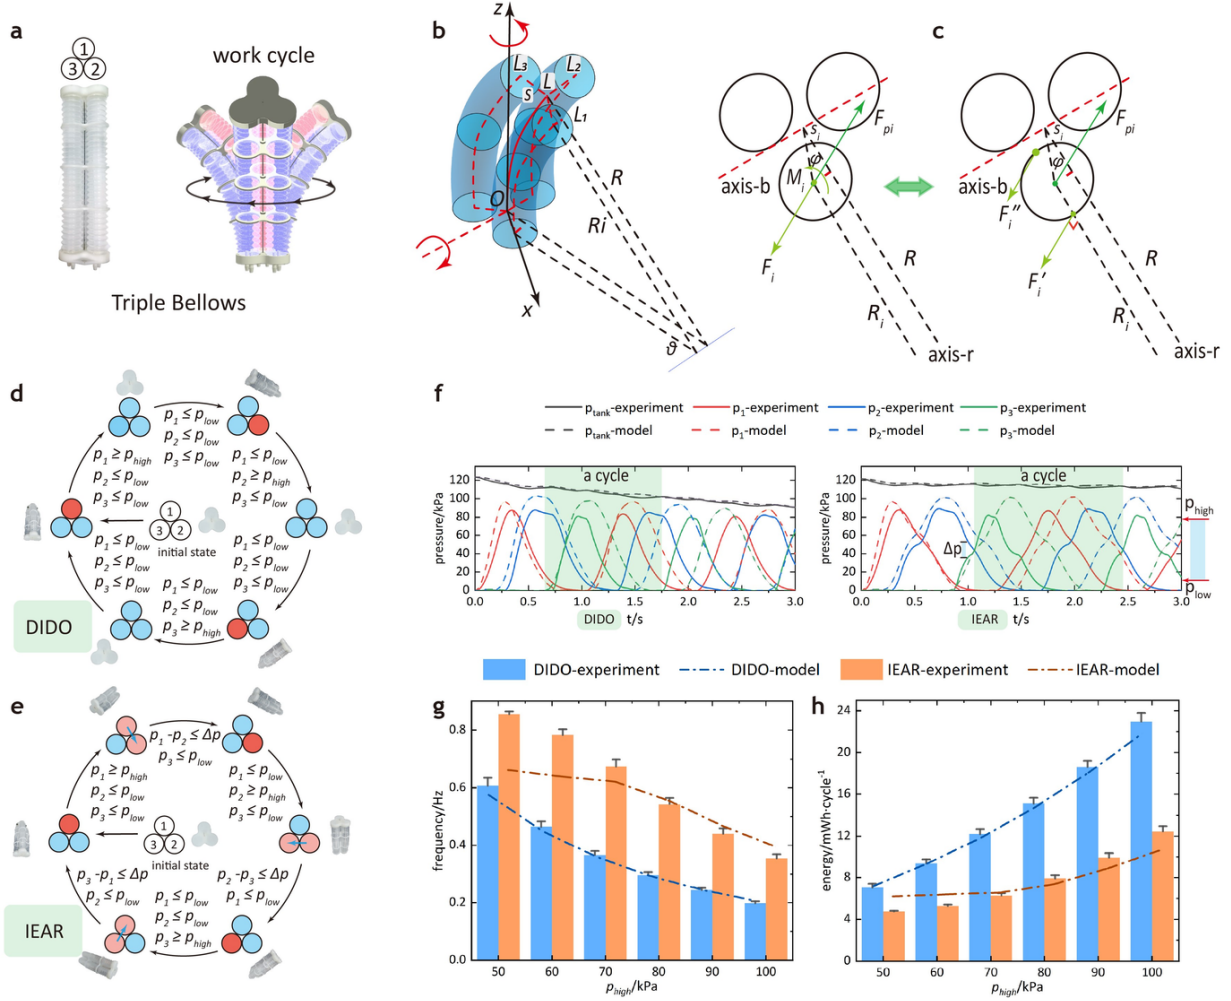 a
1
3 2
work cycle
Triple Bellows
b
z
L3
L2
L
s
L1
O
R
Ri
x
ϑ
si
Fpi
φ
axis-b
Mi
Fi
R
Ri
axis-r
c
si
Fpi
φ
axis-b
Fi″
Fi′
R
Ri
axis-r
d
p1 ≤ plow
p2 ≤ plow
p3 ≤ plow
p1 ≥ phigh
p2 ≤ plow
p3 ≤ plow
p1 ≤ plow
p2 ≥ phigh
p3 ≤ plow
1
3 2
initial state
p1 ≤ plow
p2 ≤ plow
p3 ≤ plow
p1 ≤ plow
p2 ≤ plow
p3 ≥ phigh
p1 ≤ plow
p2 ≤ plow
p3 ≤ plow
DIDO
e
p1 -p2 ≤ Δp
p3 ≤ plow
p1 ≥ phigh
p2 ≤ plow
p3 ≤ plow
p1 ≤ plow
p2 ≥ phigh
p3 ≤ plow
1
3 2
initial state
p3 -p1 ≤ Δp
p2 ≤ plow
p1 ≤ plow
p2 ≤ plow
p3 ≥ phigh
p2 -p3 ≤ Δp
p1 ≤ plow
IEAR
f
ptank-experiment p1-experiment p2-experiment p3-experiment
ptank-model p1-model p2-model p3-model
a cycle
pressure/kPa
120
100
80
60
40
20
0
0.0 0.5 1.0 1.5 2.0 2.5 3.0
DIDO t/s
a cycle
pressure/kPa
120
100
80
60
40
20
0
Δp
phigh
plow
0.0 0.5 1.0 1.5 2.0 2.5 3.0
IEAR t/s
DIDO-experiment DIDO-model IEAR-experiment IEAR-model
g
frequency/Hz
0.8
0.6
0.4
0.2
0.0
50 60 70 80 90 100
phigh/kPa
h
energy/mWh·cycle-1
24
20
16
12
8
4
0
50 60 70 80 90 100
phigh/kPa